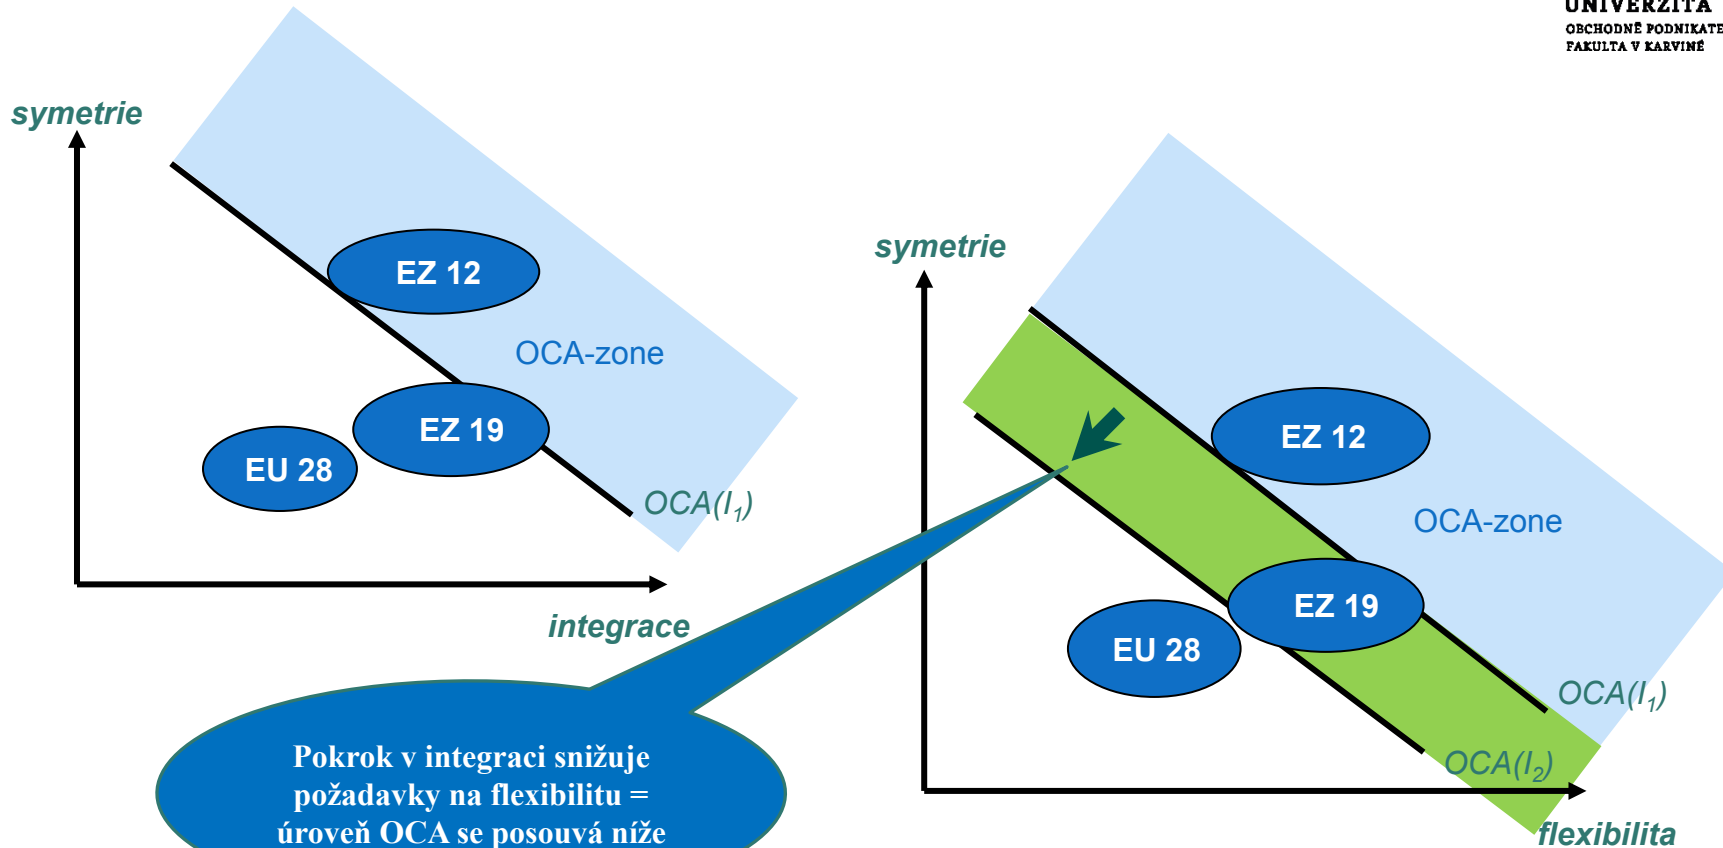 UNIVERZITA
OBCHODNĚ PODNIKATE
FAKULTA V KARVINÉ
symetrie
EZ 12
OCA-zone
EZ 19
EU 28
OCA(I₁)
integrace
symetrie
EZ 12
OCA-zone
EZ 19
EU 28
OCA(I₁)
OCA(I₂)
flexibilita
Pokrok v integraci snižuje
požadavky na flexibilitu =
úroveň OCA se posouvá níže